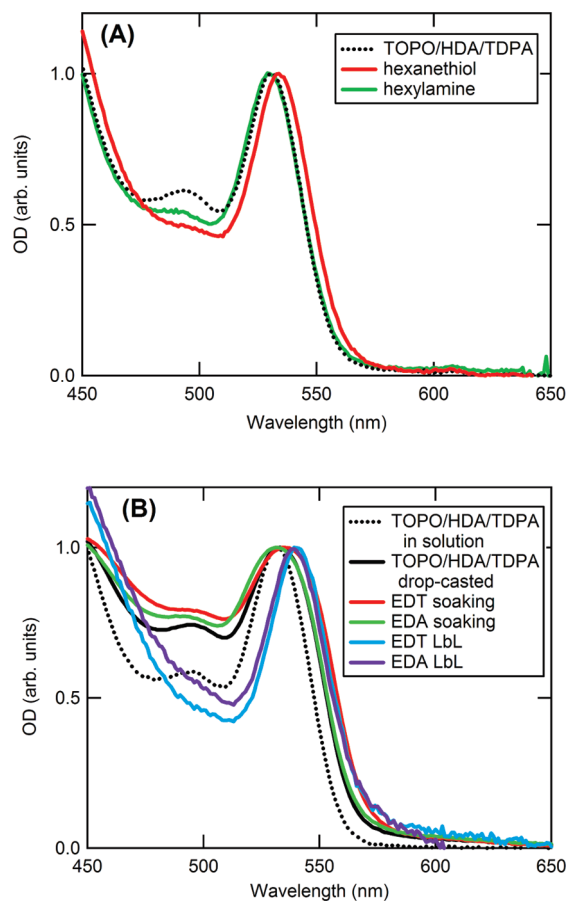 (A)
TOPO/HDA/TDPA
hexanethiol
hexylamine
1.0
0.5
0.0
OD (arb. units)
450 500 550 600 650
Wavelength (nm)
(B)
TOPO/HDA/TDPA
in solution
TOPO/HDA/TDPA
drop-casted
EDT soaking
EDA soaking
EDT LbL
EDA LbL
1.0
0.5
0.0
OD (arb. units)
450 500 550 600 650
Wavelength (nm)